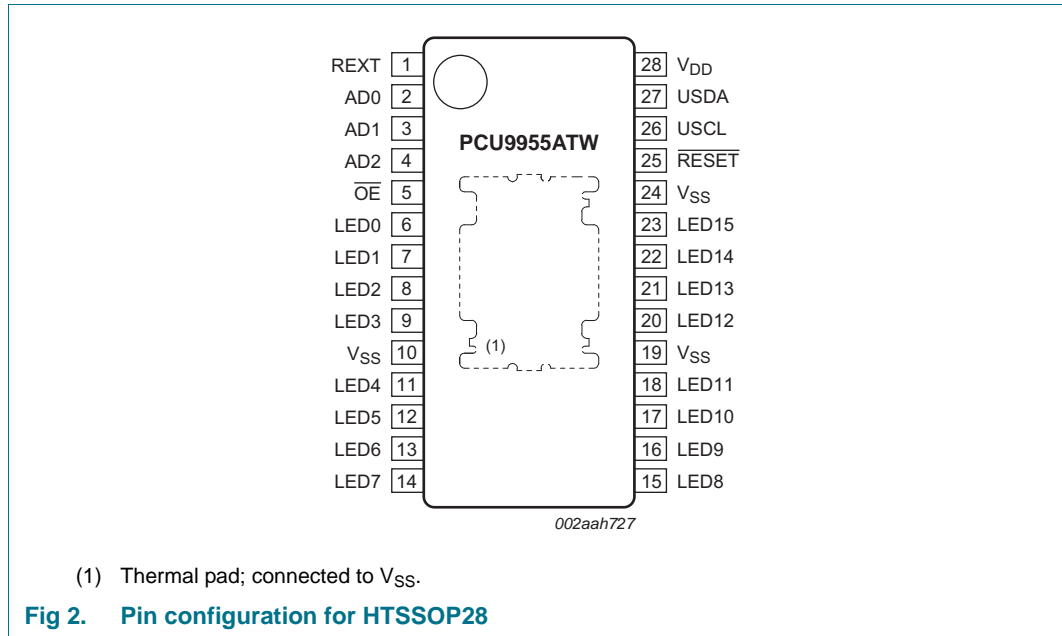 REXT 1 28 VDD
AD0 2 27 USDA
AD1 3 26 USCL
PCU9955ATW
AD2 4 25 RESET
OE 5 24 VSS
LED0 6 23 LED15
LED1 7 22 LED14
LED2 8 21 LED13
LED3 9 20 LED12
(1)
VSS 10 19 VSS
LED4 11 18 LED11
LED5 12 17 LED10
LED6 13 16 LED9
LED7 14 15 LED8
002aah727
(1) Thermal pad; connected to VSS.
Fig 2. Pin configuration for HTSSOP28